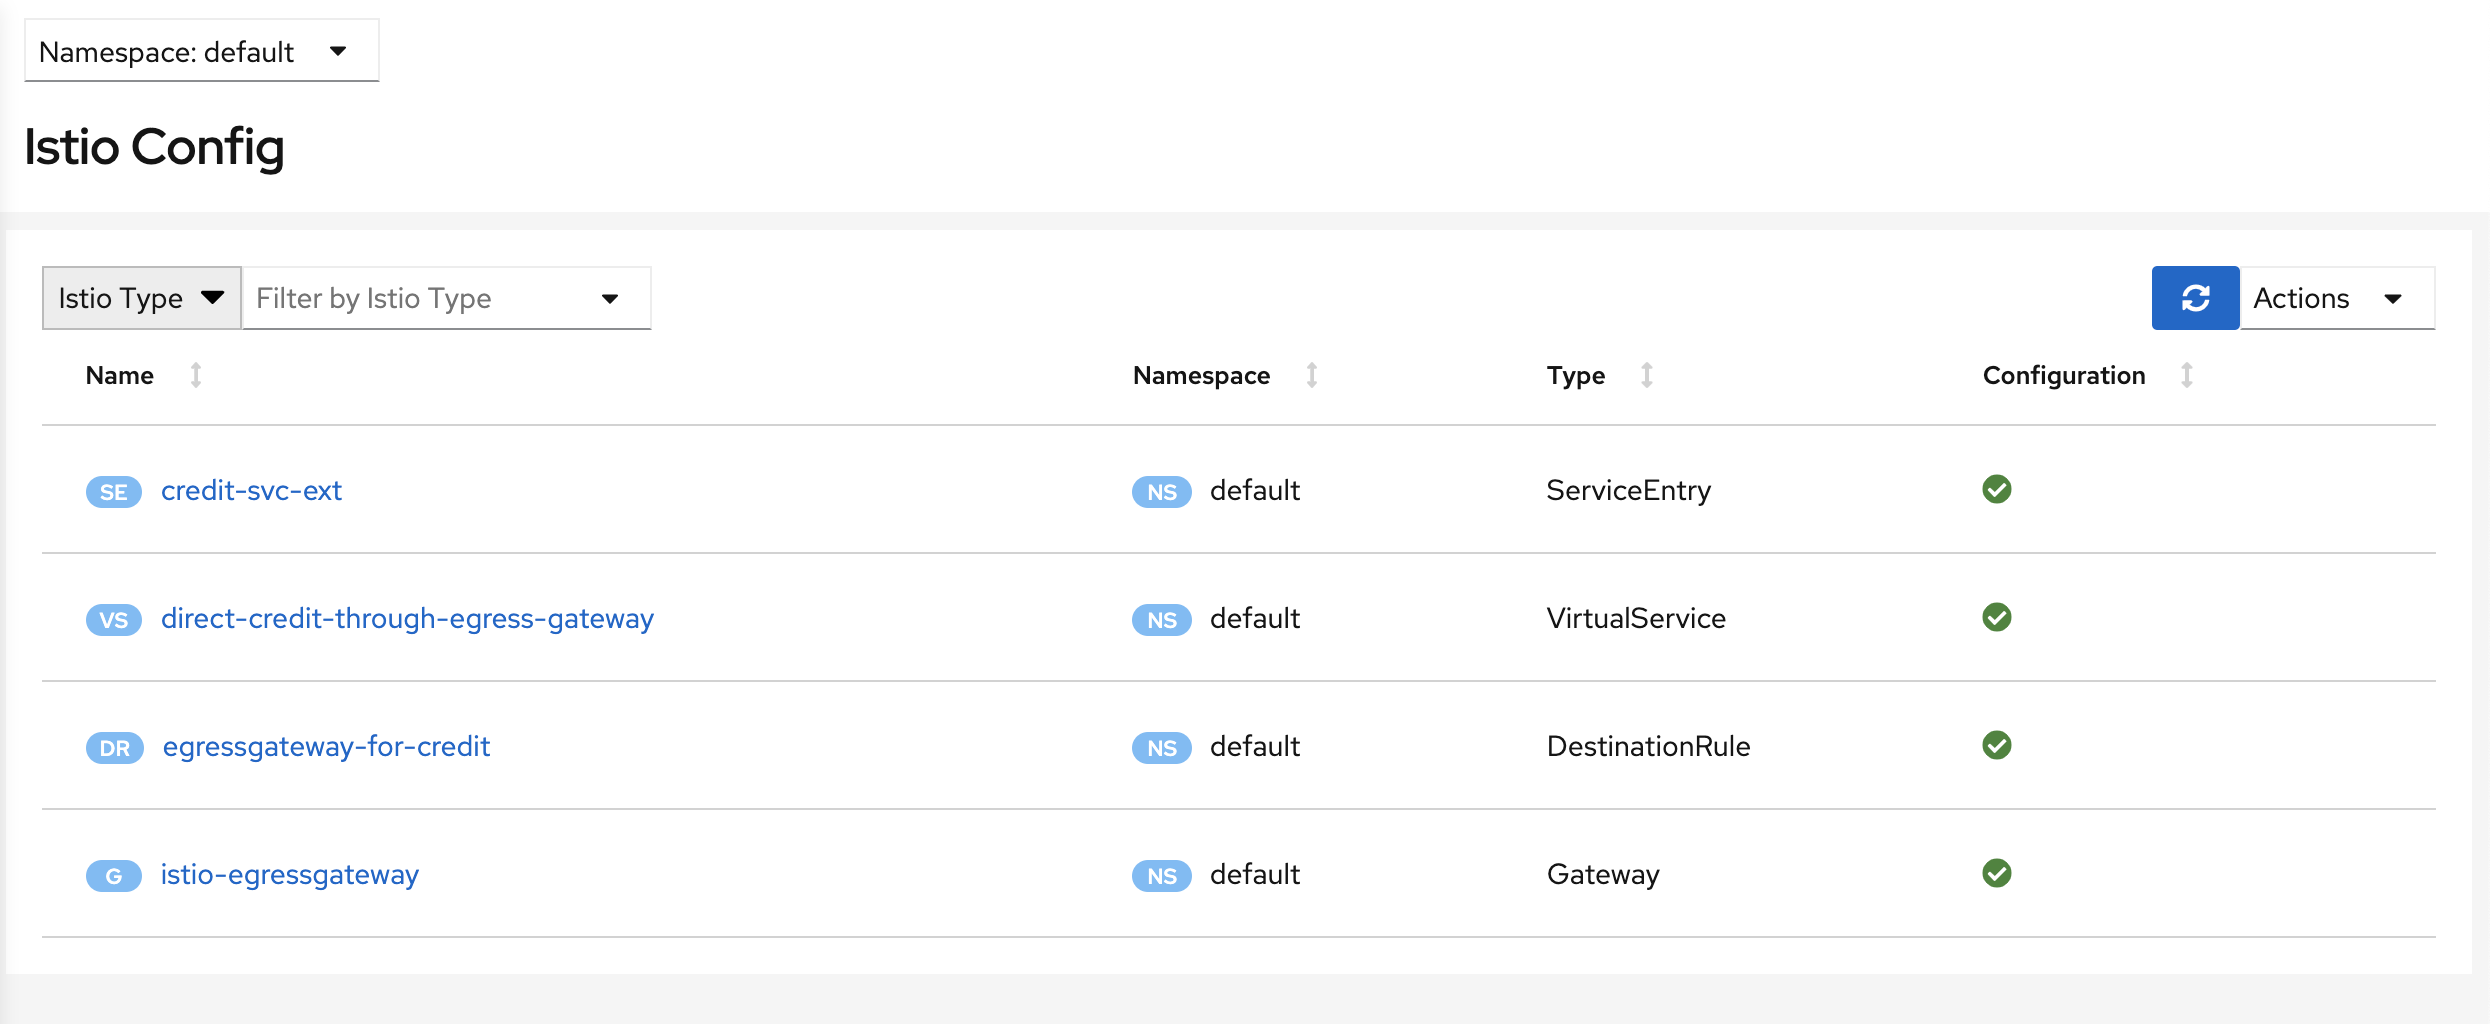 Namespace: default
Istio Config
Istio Type Filter by Istio Type Actions
Name Namespace Type Configuration
SE credit-svc-ext NS default ServiceEntry
VS direct-credit-through-egress-gateway NS default VirtualService
DR egressgateway-for-credit NS default DestinationRule
G istio-egressgateway NS default Gateway